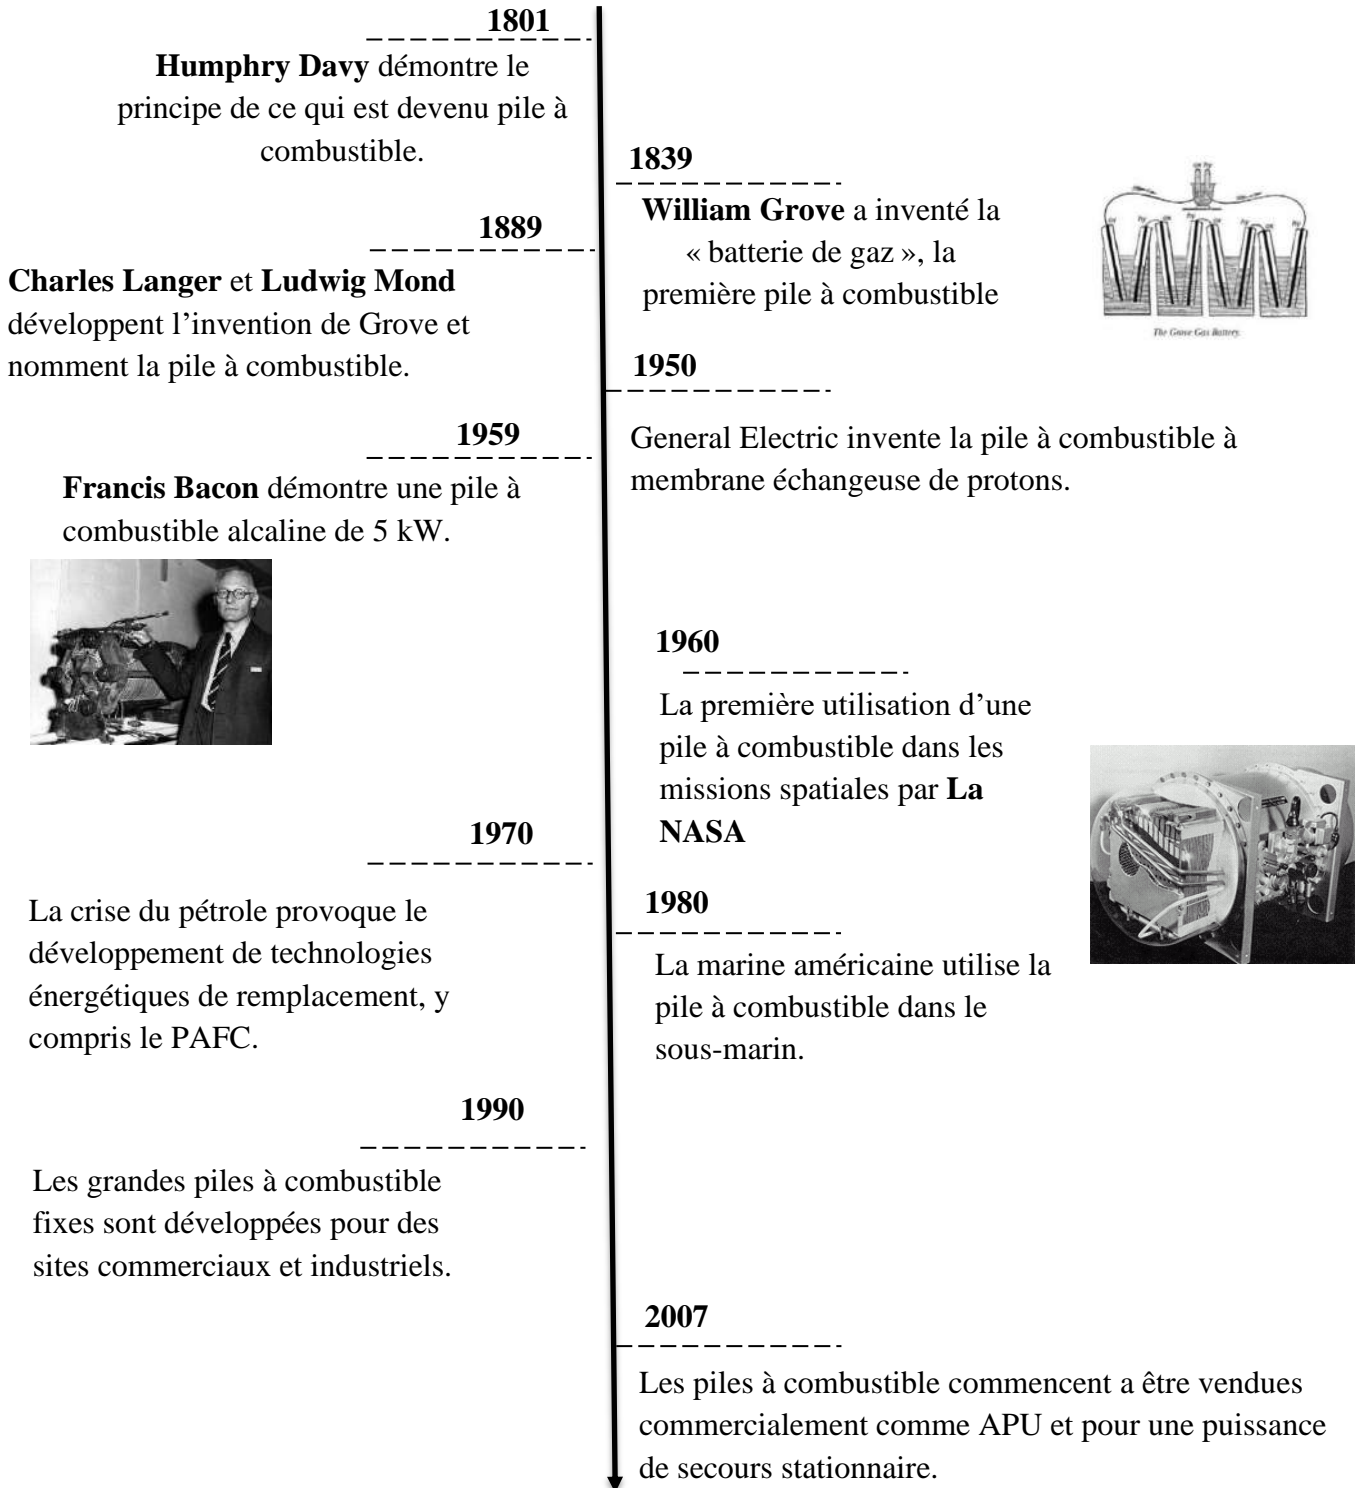 1801
Humphry Davy démontre le
principe de ce qui est devenu pile à
combustible.
1839
William Grove a inventé la
« batterie de gaz », la
première pile à combustible
The Grove Gas Battery.
1889
Charles Langer et Ludwig Mond
développent l’invention de Grove et
nomment la pile à combustible.
1950
General Electric invente la pile à combustible à
membrane échangeuse de protons.
1959
Francis Bacon démontre une pile à
combustible alcaline de 5 kW.
1960
La première utilisation d’une
pile à combustible dans les
missions spatiales par La
NASA
1970
La crise du pétrole provoque le
développement de technologies
énergétiques de remplacement, y
compris le PAFC.
1980
La marine américaine utilise la
pile à combustible dans le
sous-marin.
1990
Les grandes piles à combustible
fixes sont développées pour des
sites commerciaux et industriels.
2007
Les piles à combustible commencent a être vendues
commercialement comme APU et pour une puissance
de secours stationnaire.